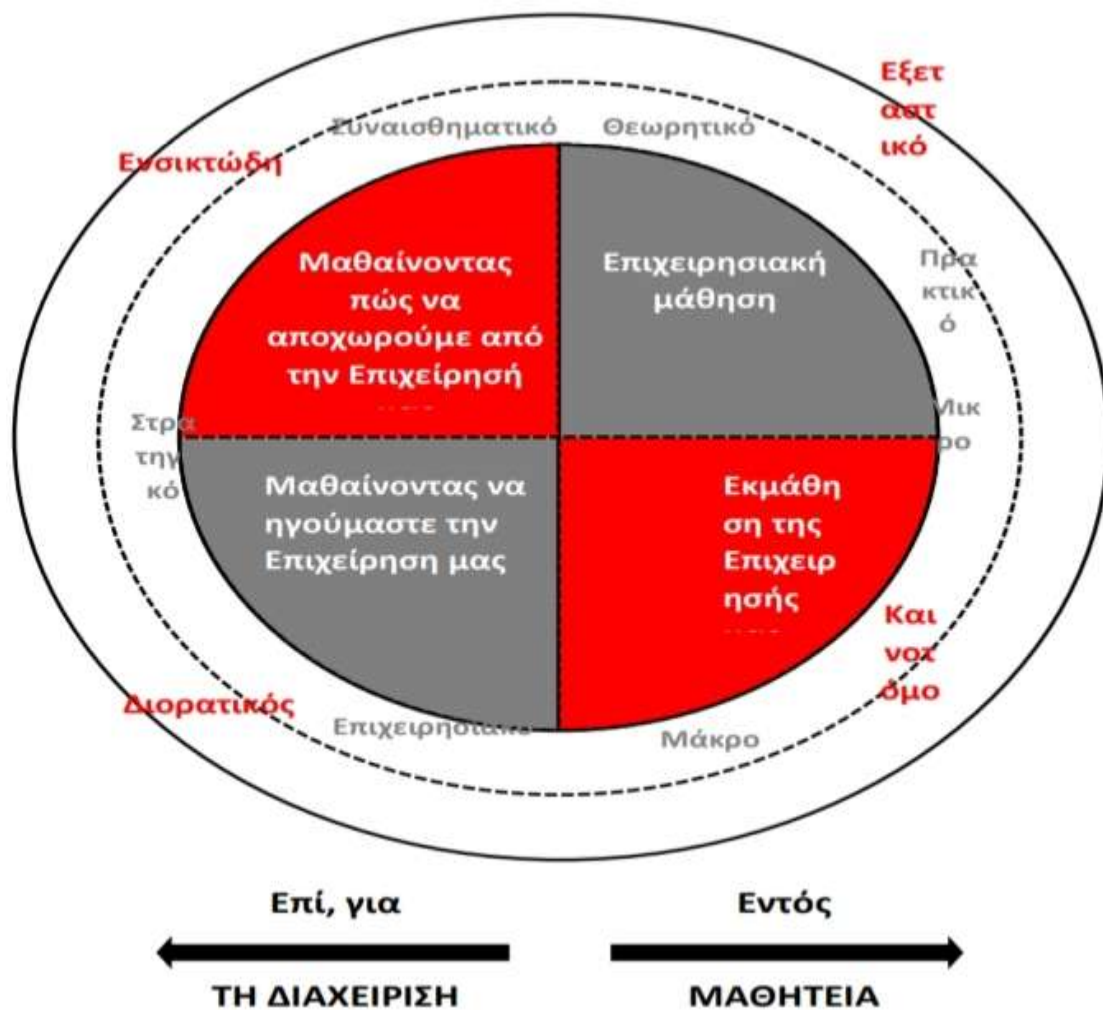 Εξετ
αστ
ικό
Συναισθηματικό
Θεωρητικό
Ενσικτώδη
Μαθαίνοντας
πώς να
αποχωρούμε από
την Επιχείρησή
Επιχειρησιακή
μάθηση
Πρα
κτικ
ό
Στρα
τηγι
κό
Μικ
ρο
Μαθαίνοντας να
ηγούμαστε την
Επιχείρηση μας
Εκμάθη
ση της
Επιχειρ
ησής
Και
νοτ
όμο
Διορατικός
Επιχειρησιακό
Μάκρο
Επί, για
Εντός
ΤΗ ΔΙΑΧΕΙΡΙΣΗ
ΜΑΘΗΤΕΙΑ